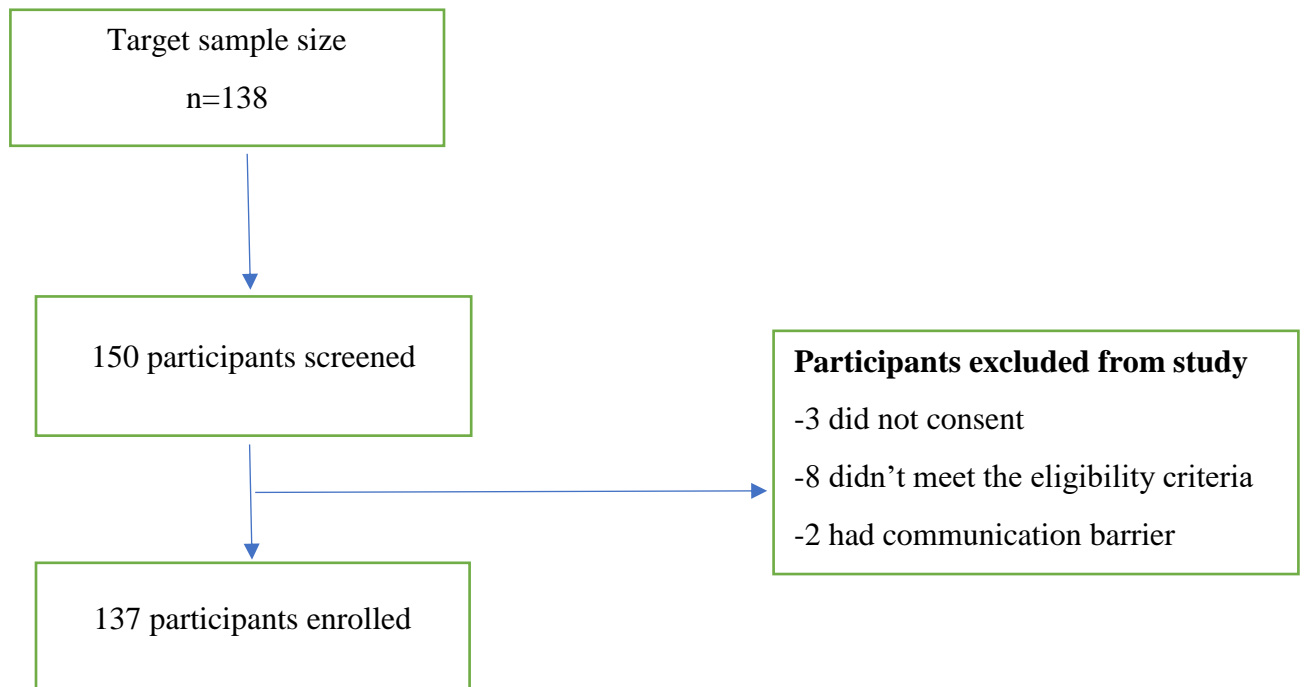 Target sample size
n=138
150 participants screened
Participants excluded from study
-3 did not consent
-8 didn’t meet the eligibility criteria
-2 had communication barrier
137 participants enrolled